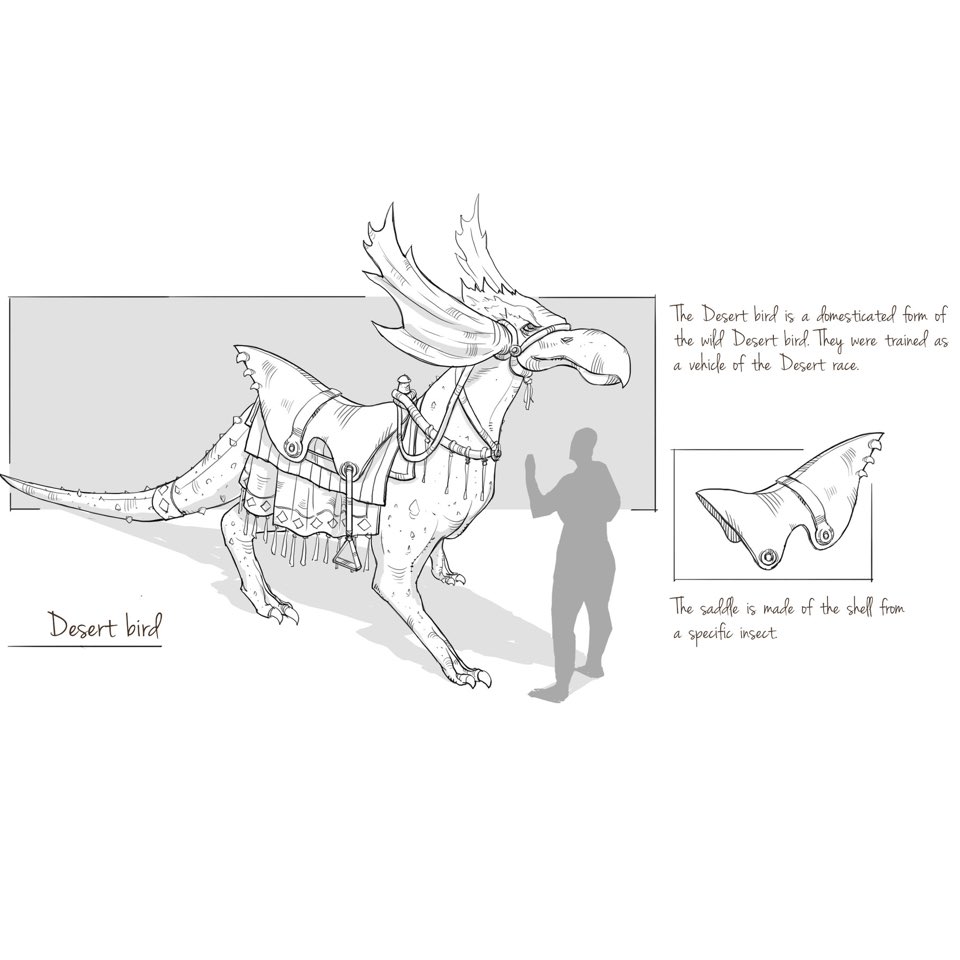 The Desert bird is a domesticated form of
the wild Desert bird. They were trained as
a vehicle of the Desert race.
The saddle is made of the shell from
a specific insect.
Desert bird